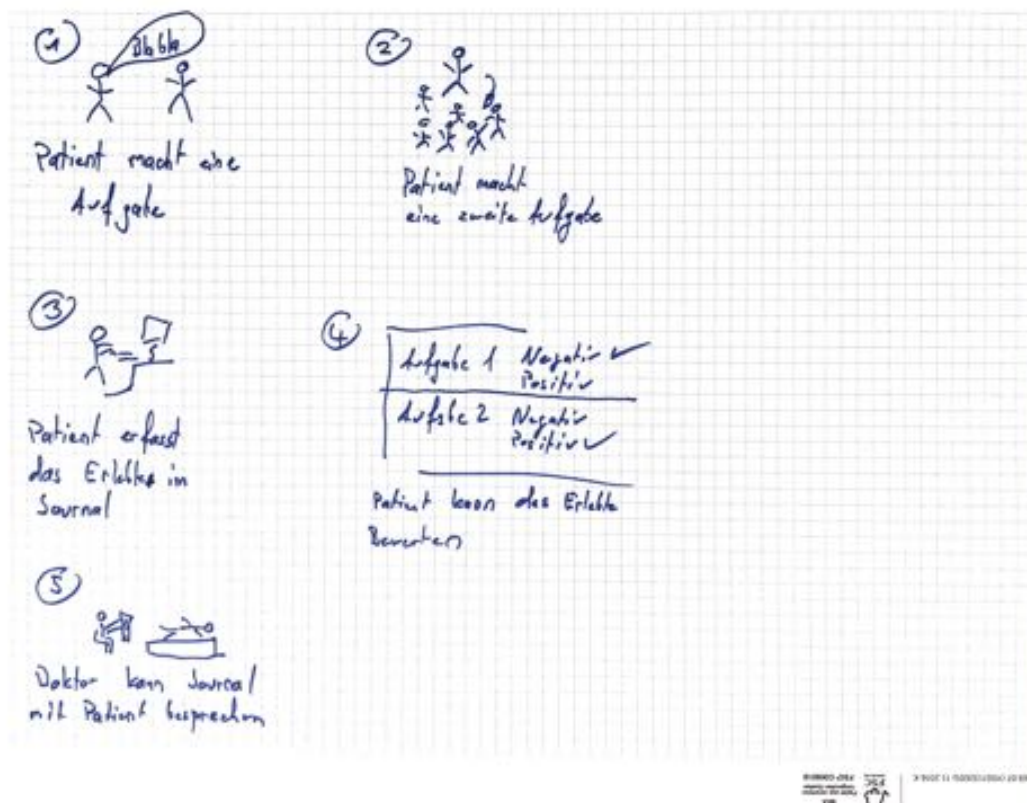 1
Blabla
Patient macht eine
Aufgabe
2
Patient macht
eine zweite Aufgabe
3
Patient erfasst
das Erlebte in
Journal
4
Aufgabe 1 Negativ ✓
Positiv
Aufgabe 2 Negativ
Positiv ✓
Patient kann das Erlebte
Bewerten
5
Doktor kann Journal
mit Patient besprechen
FSC